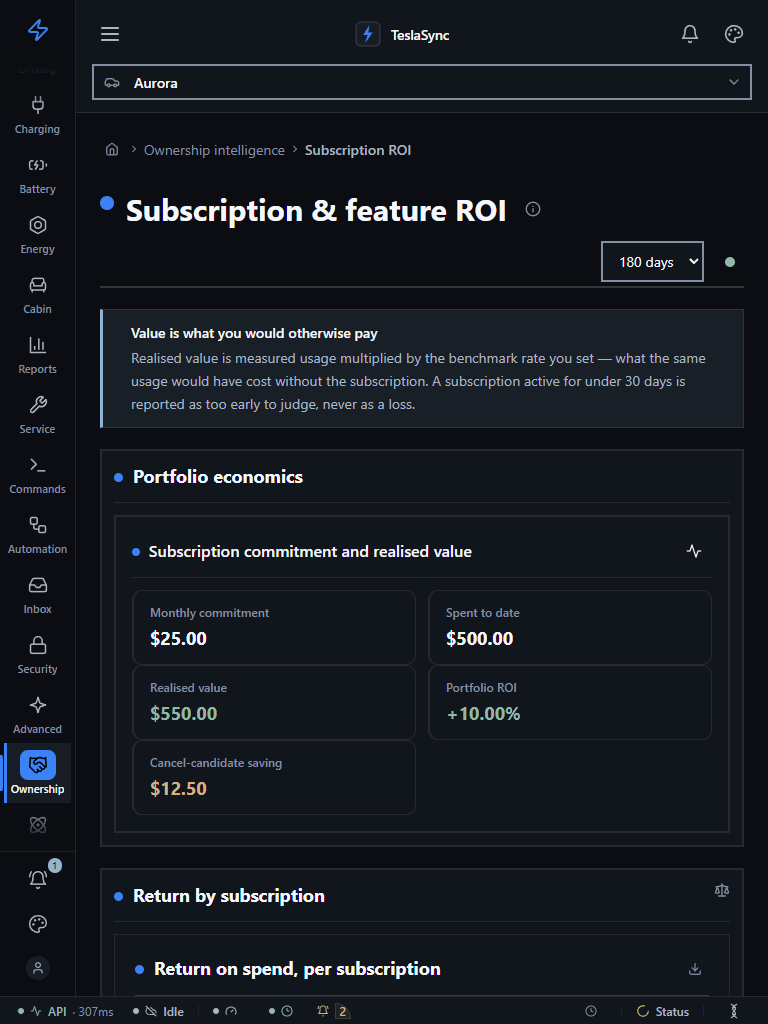 TeslaSync
Aurora
Driving
Charging
Battery
Energy
Cabin
Reports
Service
Commands
Automation
Inbox
Security
Advanced
Ownership
1
Ownership intelligence
Subscription ROI
Subscription & feature ROI
180 days
Value is what you would otherwise pay
Realised value is measured usage multiplied by the benchmark rate you set — what the same
usage would have cost without the subscription. A subscription active for under 30 days is
reported as too early to judge, never as a loss.
Portfolio economics
Subscription commitment and realised value
Monthly commitment
$25.00
Spent to date
$500.00
Realised value
$550.00
Portfolio ROI
+10.00%
Cancel-candidate saving
$12.50
Return by subscription
Return on spend, per subscription
API · 307ms
Idle
2
Status